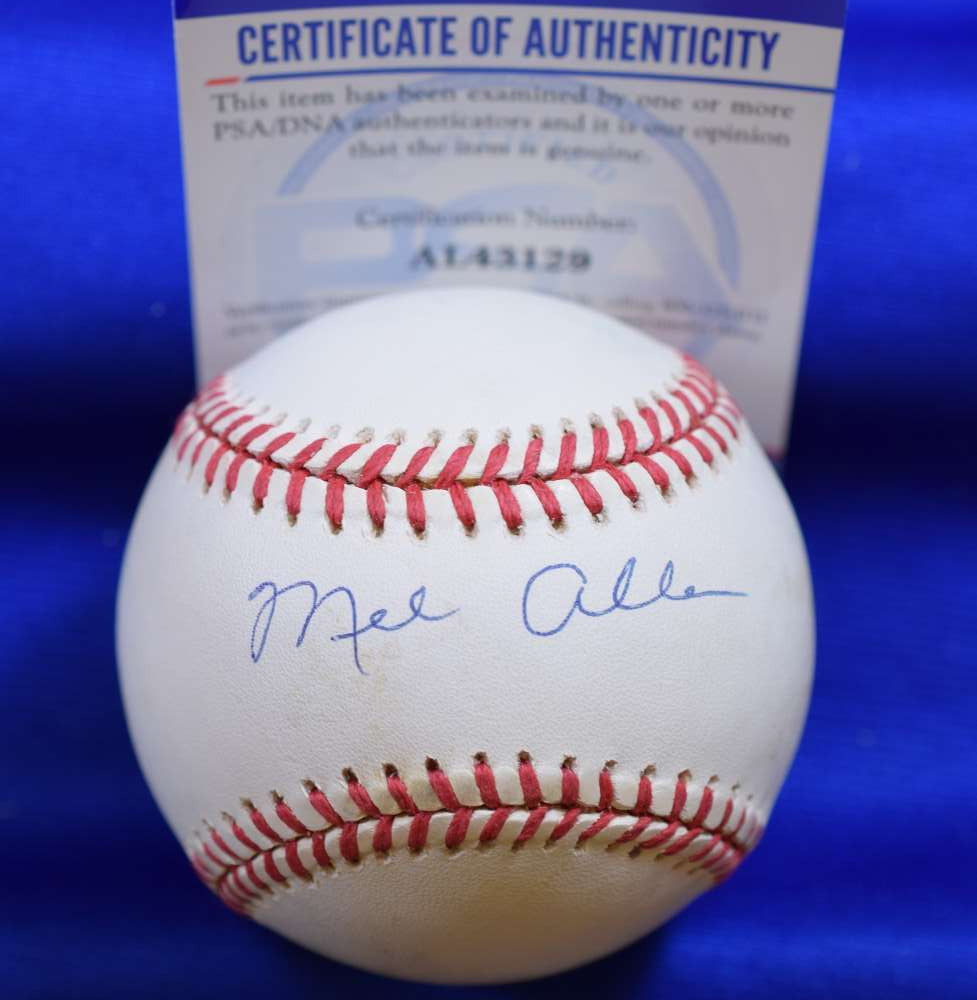 CERTIFICATE OF AUTHENTICITY
This item has been examined by one or more
PSA/DNA authenticators and it is our opinion
that the item is genuine.
Certification Number:
AL43129
PSA
Mel Allen